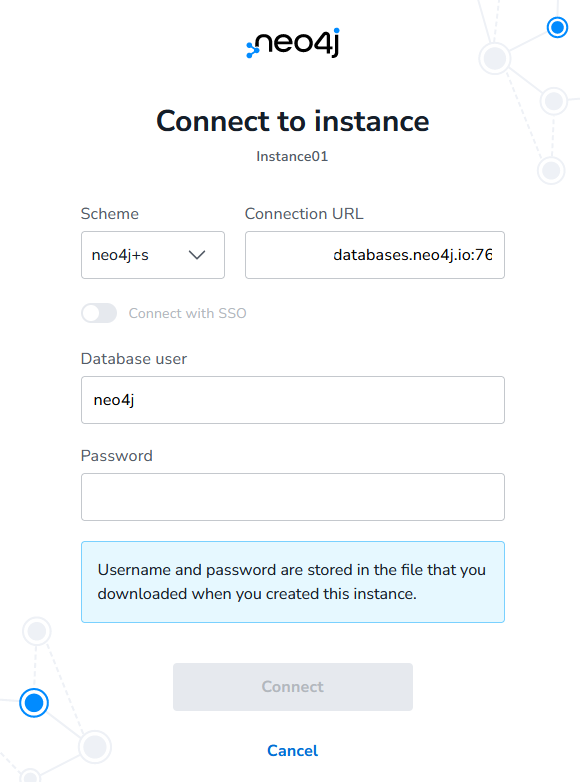 neo4j
Connect to instance
Instance01
Scheme
Connection URL
neo4j+s
databases.neo4j.io:76
Connect with SSO
Database user
neo4j
Password
Username and password are stored in the file that you
downloaded when you created this instance.
Connect
Cancel